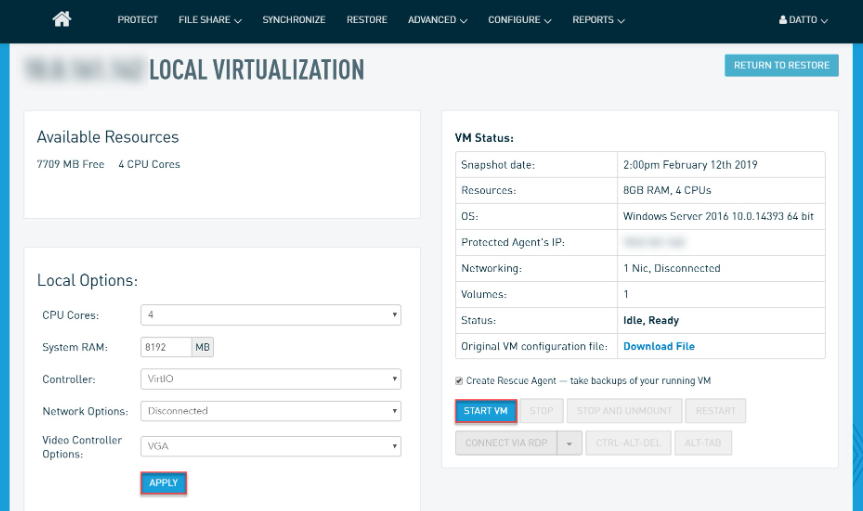 PROTECT FILE SHARE SYNCHRONIZE RESTORE ADVANCED CONFIGURE REPORTS DATTO
LOCAL VIRTUALIZATION
RETURN TO RESTORE
Available Resources
7709 MB Free 4 CPU Cores
Local Options:
CPU Cores: 4
System RAM: 8192 MB
Controller: VirtIO
Network Options: Disconnected
Video Controller
Options: VGA
APPLY
VM Status:
Snapshot date: 2:00pm February 12th 2019
Resources: 8GB RAM, 4 CPUs
OS: Windows Server 2016 10.0.14393 64 bit
Protected Agent's IP:
Networking: 1 Nic, Disconnected
Volumes: 1
Status: Idle, Ready
Original VM configuration file: Download File
Create Rescue Agent — take backups of your running VM
START VM STOP STOP AND UNMOUNT RESTART
CONNECT VIA RDP CTRL-ALT-DEL ALT-TAB